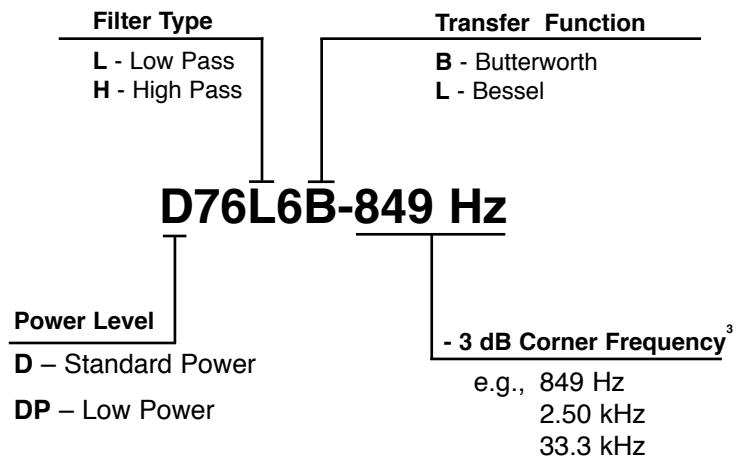 Filter Type
L - Low Pass
H - High Pass
Transfer Function
B - Butterworth
L - Bessel
D76L6B-849 Hz
Power Level
D – Standard Power
DP – Low Power
- 3 dB Corner Frequency³
e.g., 849 Hz
2.50 kHz
33.3 kHz